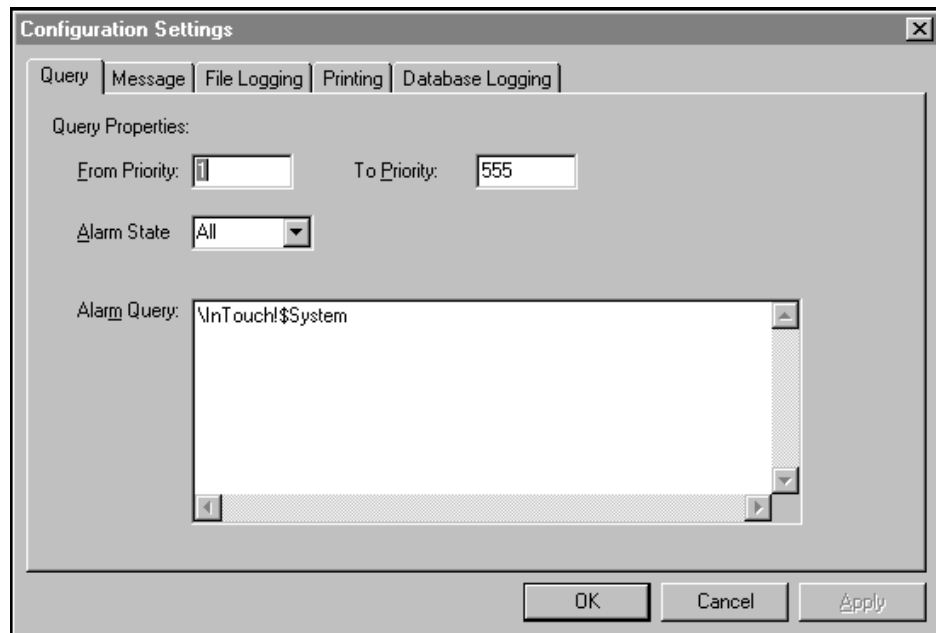 Configuration Settings
Query Message File Logging Printing Database Logging
Query Properties:
From Priority: 1 To Priority: 555
Alarm State All
Alarm Query: \InTouch!$System
OK Cancel Apply